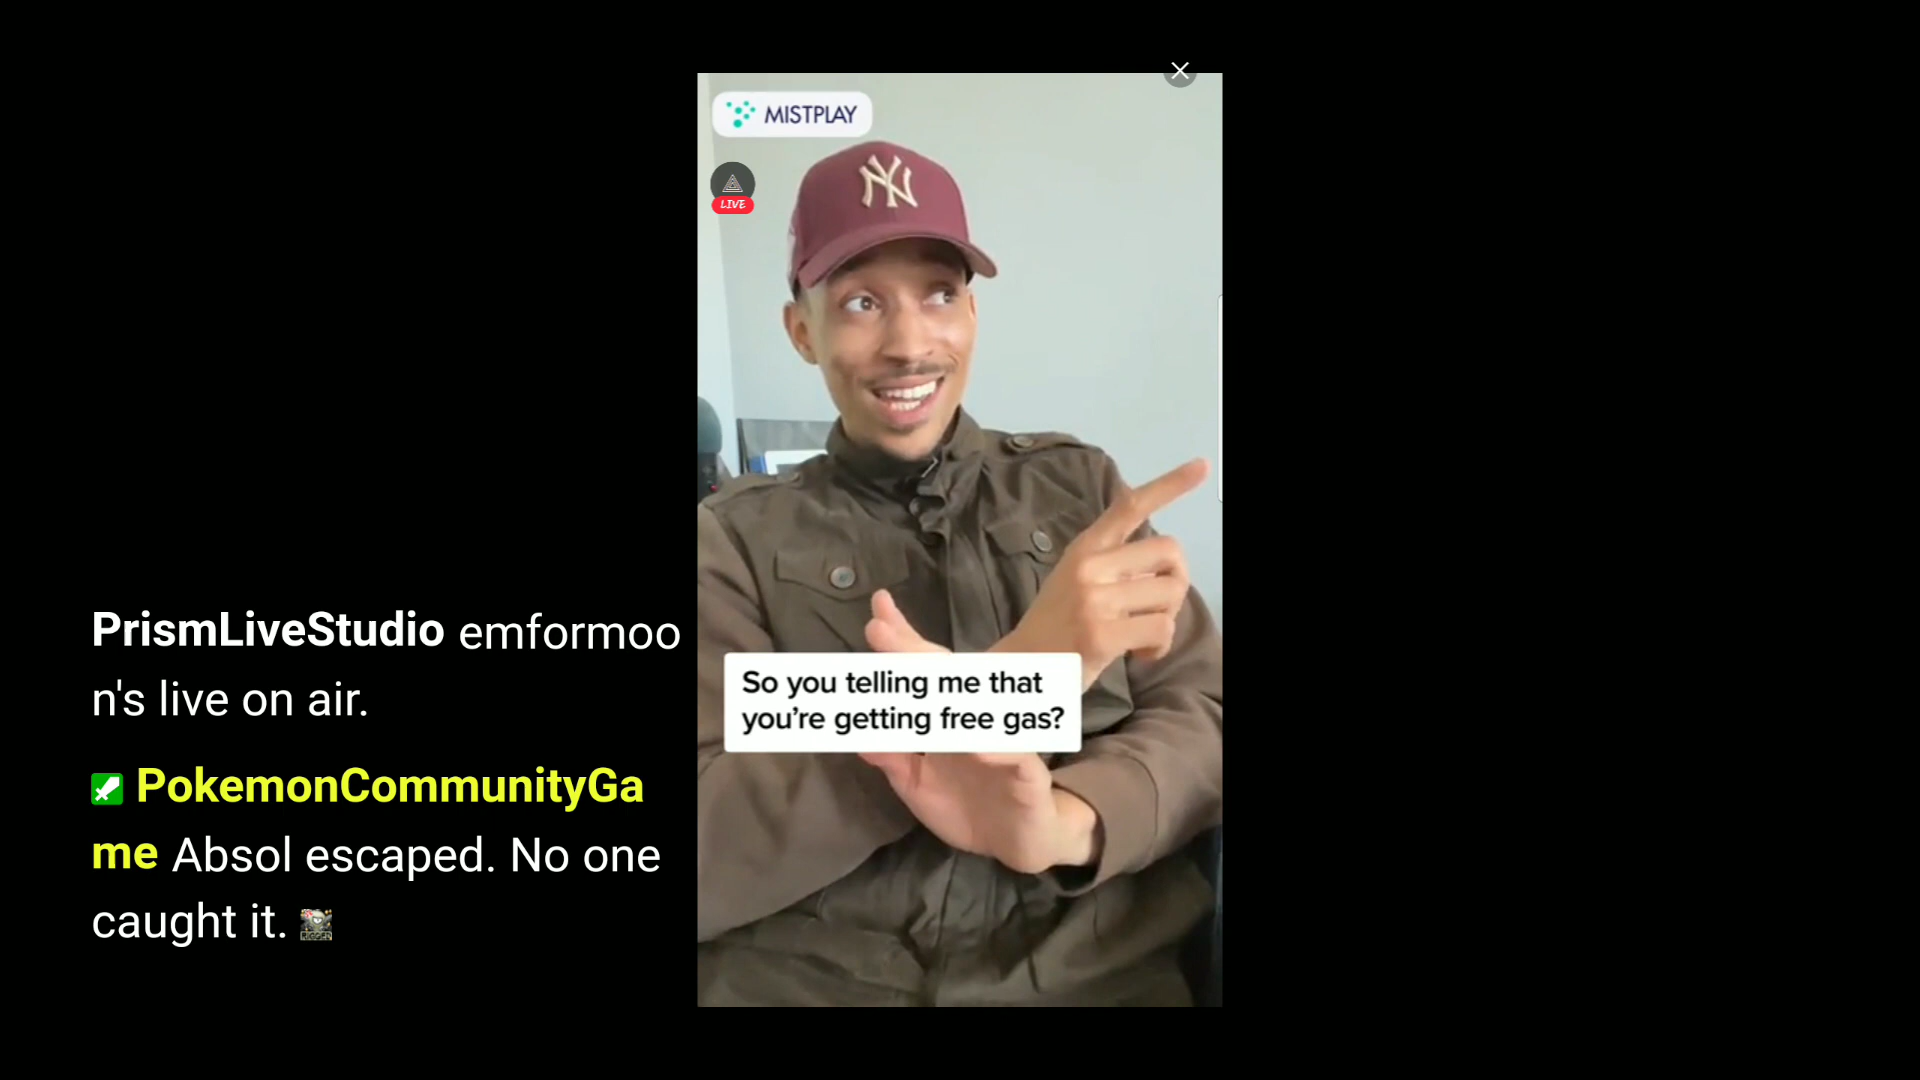 MISTPLAY
NY
LIVE
So you telling me that
you’re getting free gas?
PrismLiveStudio emformoo
n's live on air.
PokemonCommunityGa
me Absol escaped. No one
caught it.